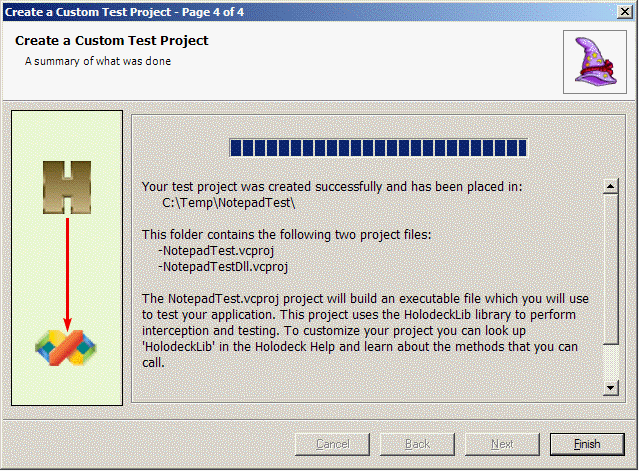 Create a Custom Test Project - Page 4 of 4
Create a Custom Test Project
A summary of what was done
H
Your test project was created successfully and has been placed in:
C:\Temp\NotepadTest\
This folder contains the following two project files:
-NotepadTest.vcproj
-NotepadTestDll.vcproj
The NotepadTest.vcproj project will build an executable file which you will use
to test your application. This project uses the HolodeckLib library to perform
interception and testing. To customize your project you can look up
'HolodeckLib' in the Holodeck Help and learn about the methods that you can
call.
Cancel
Back
Next
Finish